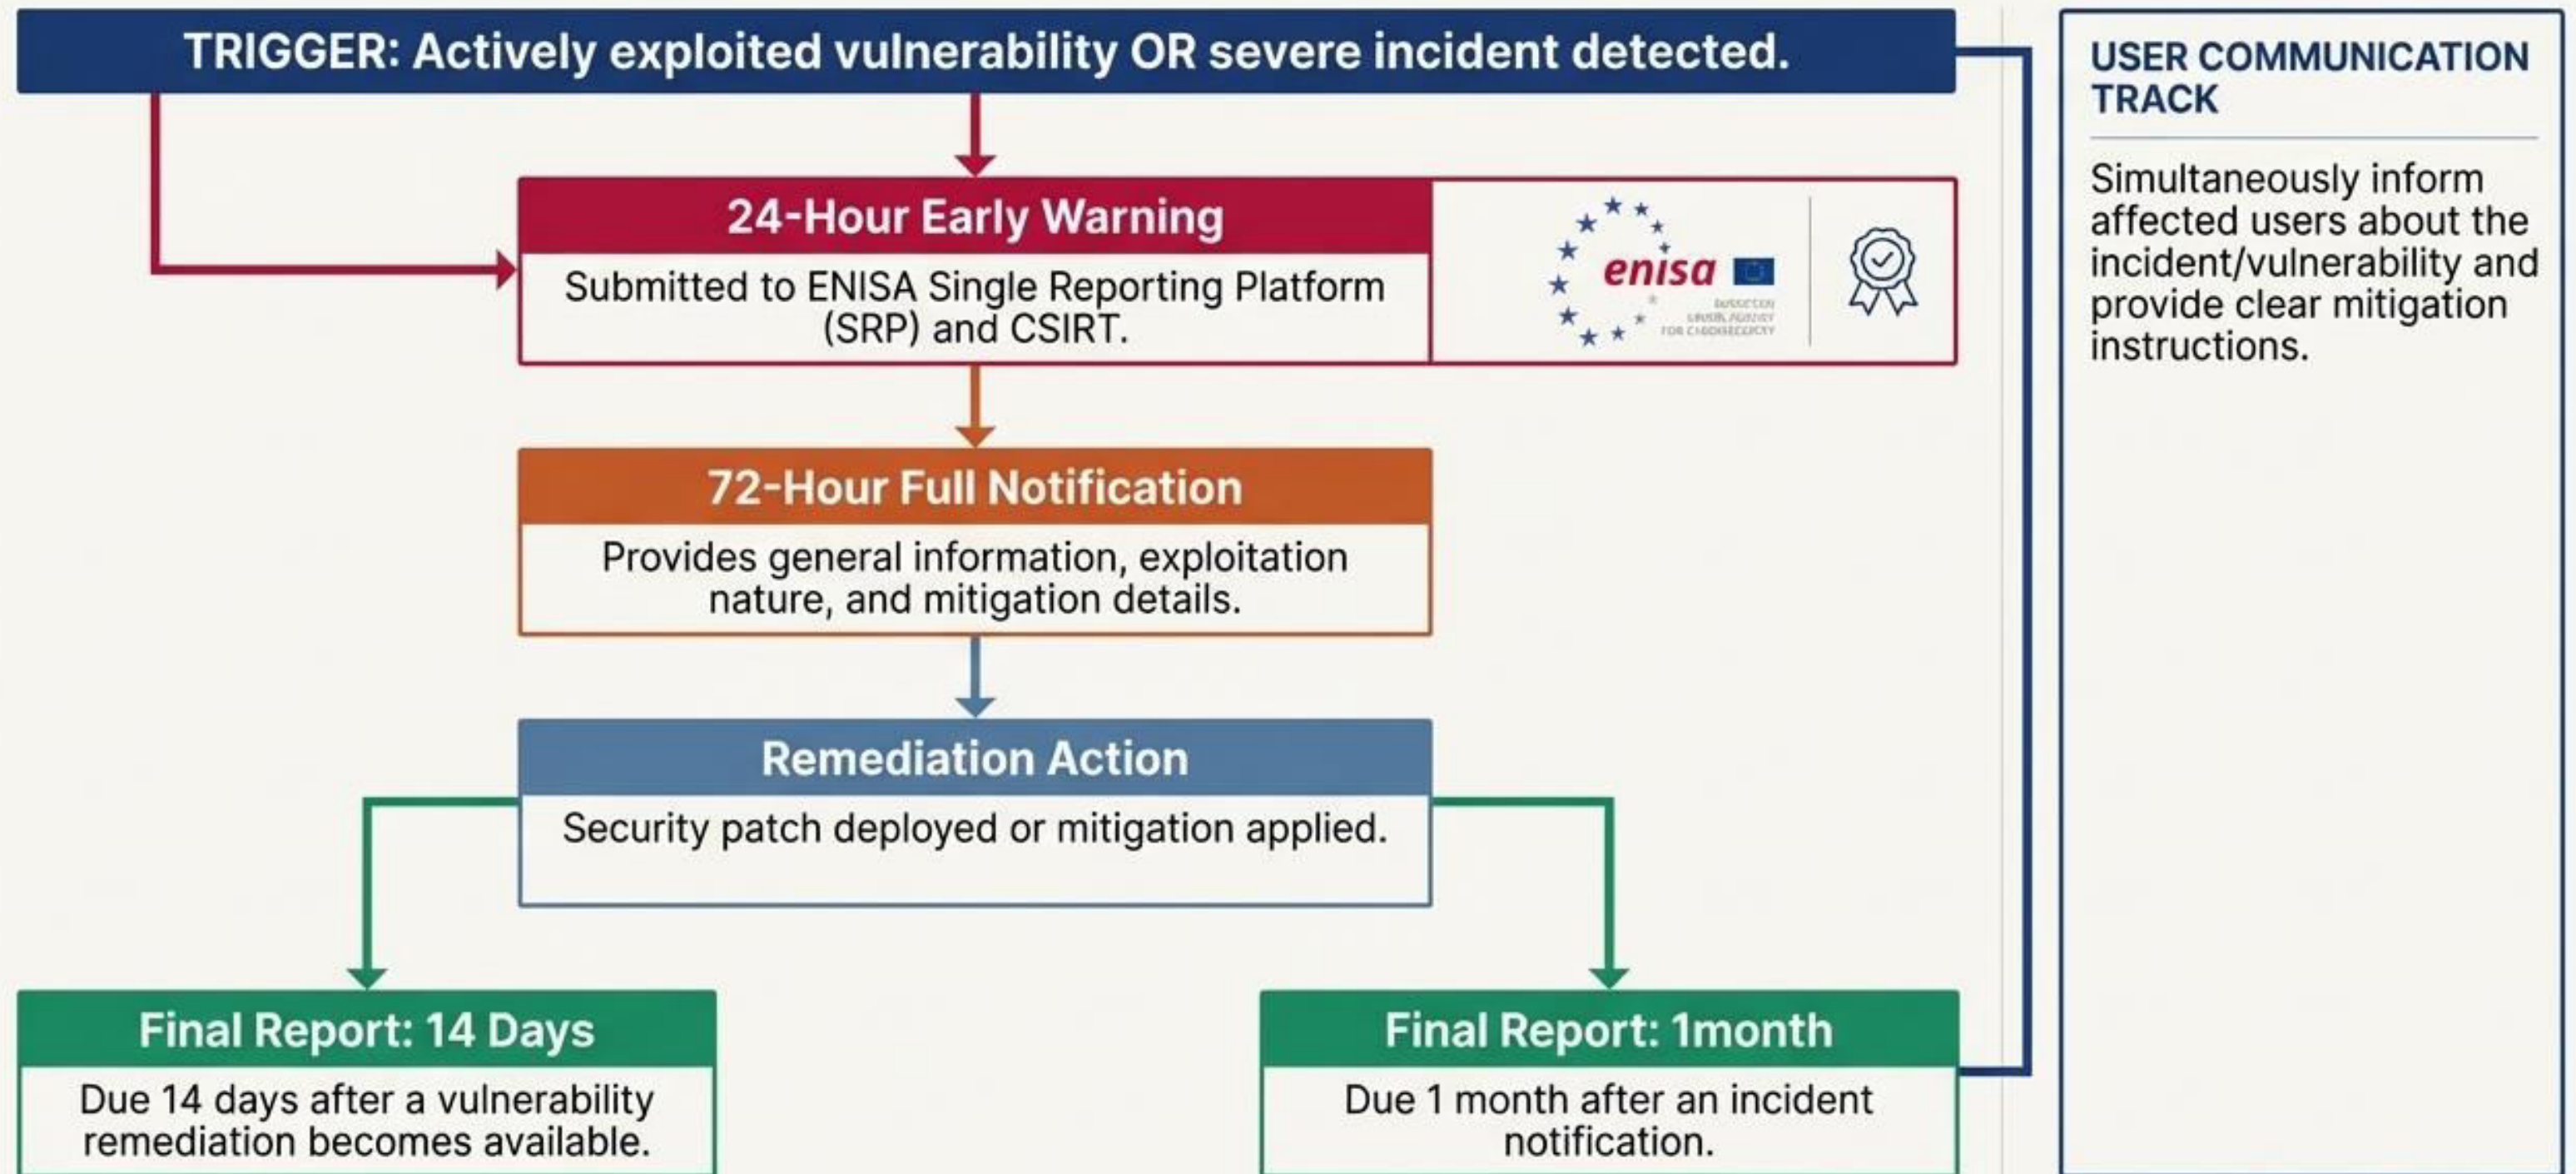 TRIGGER: Actively exploited vulnerability OR severe incident detected.
24-Hour Early Warning
Submitted to ENISA Single Reporting Platform
(SRP) and CSIRT.
enisa
72-Hour Full Notification
Provides general information, exploitation
nature, and mitigation details.
Remediation Action
Security patch deployed or mitigation applied.
Final Report: 14 Days
Due 14 days after a vulnerability
remediation becomes available.
Final Report: 1month
Due 1 month after an incident
notification.
USER COMMUNICATION
TRACK
Simultaneously inform
affected users about the
incident/vulnerability and
provide clear mitigation
instructions.